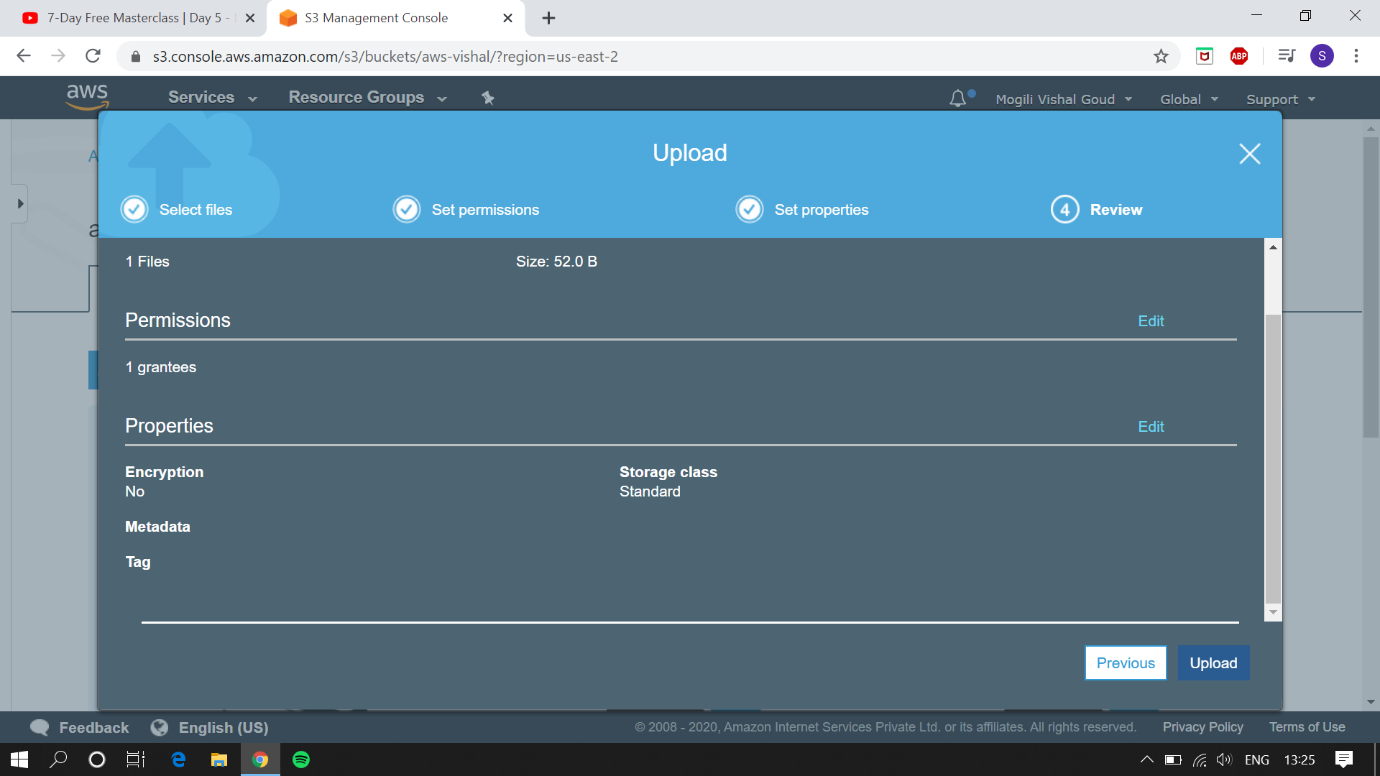 7-Day Free Masterclass | Day 5 -
S3 Management Console
s3.console.aws.amazon.com/s3/buckets/aws-vishal/?region=us-east-2
ABP
S
aws
Services
Resource Groups
Mogili Vishal Goud
Global
Support
Upload
Select files
Set permissions
Set properties
4 Review
1 Files
Size: 52.0 B
Permissions
Edit
1 grantees
Properties
Edit
Encryption
Storage class
No
Standard
Metadata
Tag
Previous
Upload
Feedback
English (US)
© 2008 - 2020, Amazon Internet Services Private Ltd. or its affiliates. All rights reserved.
Privacy Policy
Terms of Use
ENG
13:25